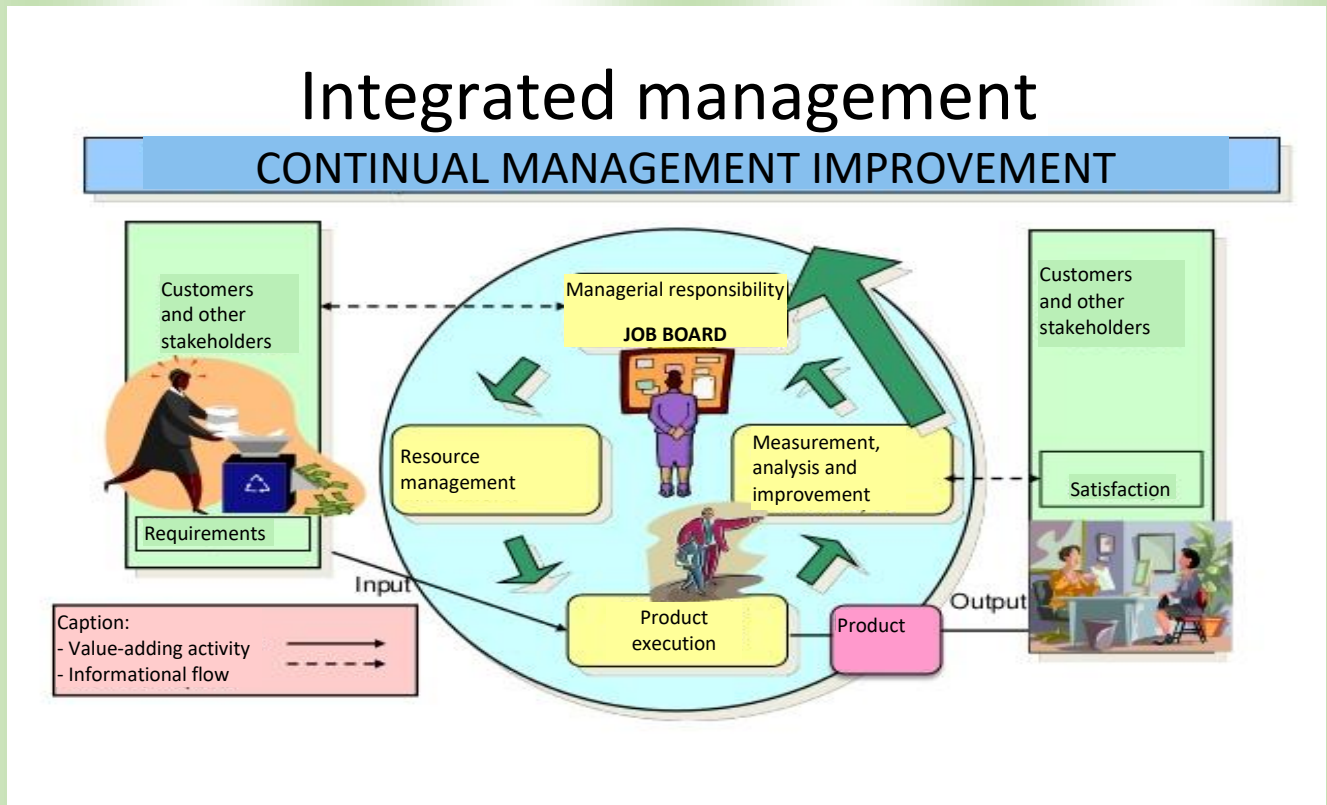 Integrated management
CONTINUAL MANAGEMENT IMPROVEMENT
Customers
and other
stakeholders
Requirements
Managerial responsibility
JOB BOARD
Resource
management
Measurement,
analysis and
improvement
Product
execution
Product
Input
Output
Customers
and other
stakeholders
Satisfaction
Caption:
- Value-adding activity
- Informational flow